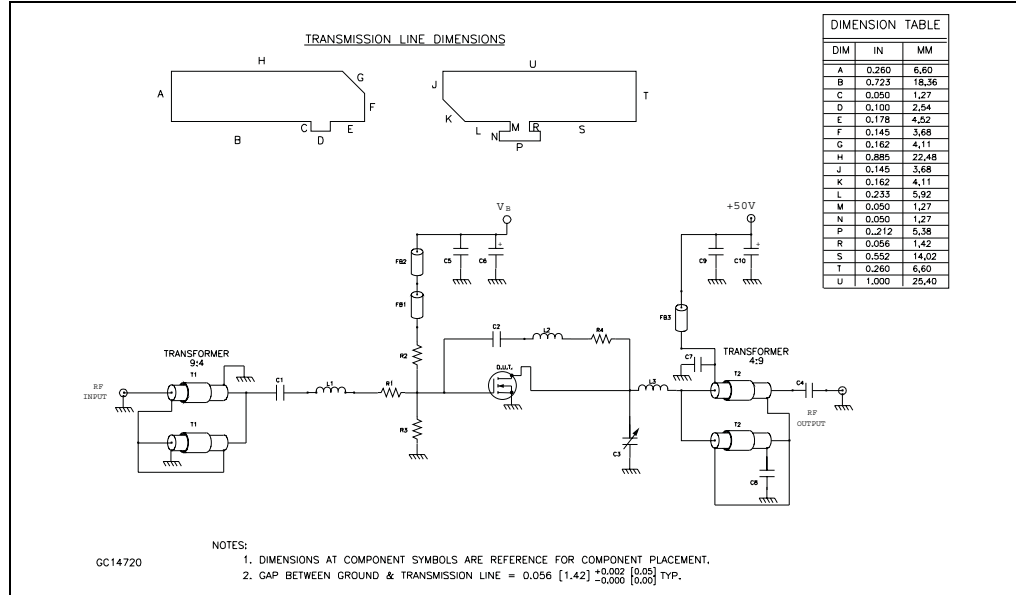 TRANSMISSION LINE DIMENSIONS
H
A
G
F
C
E
D
B
U
J
T
K
L
M
R
S
N
P
DIMENSION TABLE
DIM IN MM
A 0.260 6,60
B 0.723 18,36
C 0.050 1,27
D 0.100 2,54
E 0.178 4,52
F 0.145 3,68
G 0.162 4,11
H 0.885 22,48
J 0.145 3,68
K 0.162 4,11
L 0.233 5,92
M 0.050 1,27
N 0.050 1,27
P 0..212 5,38
R 0.056 1,42
S 0.552 14,02
T 0.260 6,60
U 1.000 25,40
VB
+50V
FB2
C5
C6
+
C9
C10
+
FB1
FB3
C2
L2
R4
R2
TRANSFORMER
9:4
T1
D.U.T.
C7
TRANSFORMER
4:9
T2
RF
INPUT
C1
L1
R1
L3
C4
RF
OUTPUT
T1
R3
C3
T2
C8
GC14720
NOTES:
1. DIMENSIONS AT COMPONENT SYMBOLS ARE REFERENCE FOR COMPONENT PLACEMENT.
2. GAP BETWEEN GROUND & TRANSMISSION LINE = 0.056 [1.42] +0.002 [0.05] -0.000 [0.00] TYP.